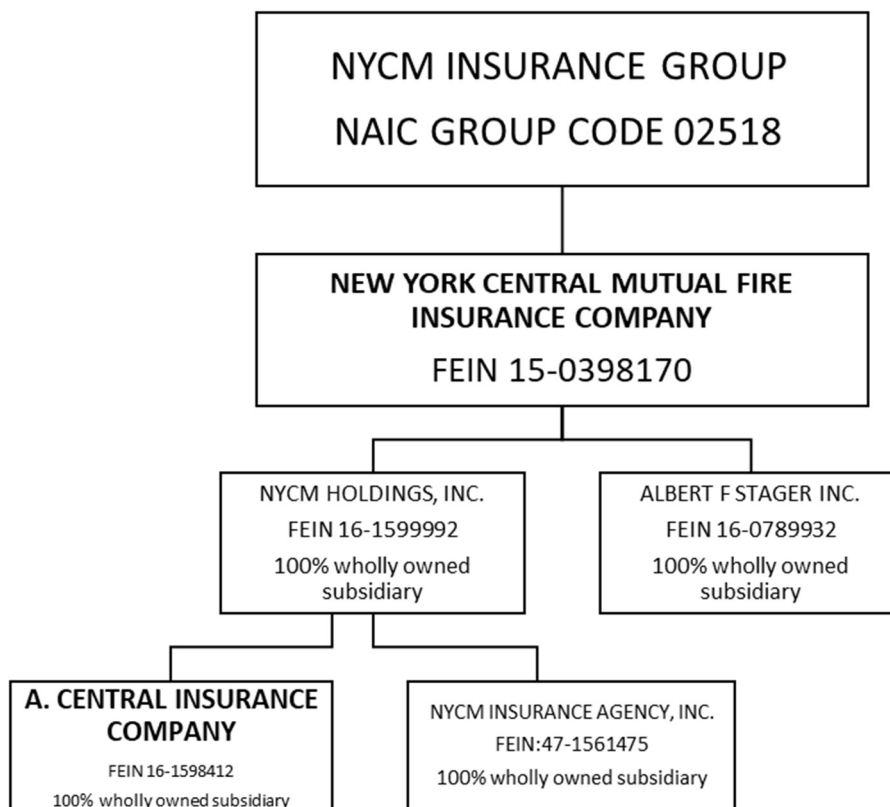 NYCM INSURANCE GROUP
NAIC GROUP CODE 02518
NEW YORK CENTRAL MUTUAL FIRE
INSURANCE COMPANY
FEIN 15-0398170
NYCM HOLDINGS, INC.
FEIN 16-1599992
100% wholly owned
subsidiary
ALBERT F STAGER INC.
FEIN 16-0789932
100% wholly owned
subsidiary
A. CENTRAL INSURANCE
COMPANY
FEIN 16-1598412
100% wholly owned subsidiary
NYCM INSURANCE AGENCY, INC.
FEIN:47-1561475
100% wholly owned subsidiary